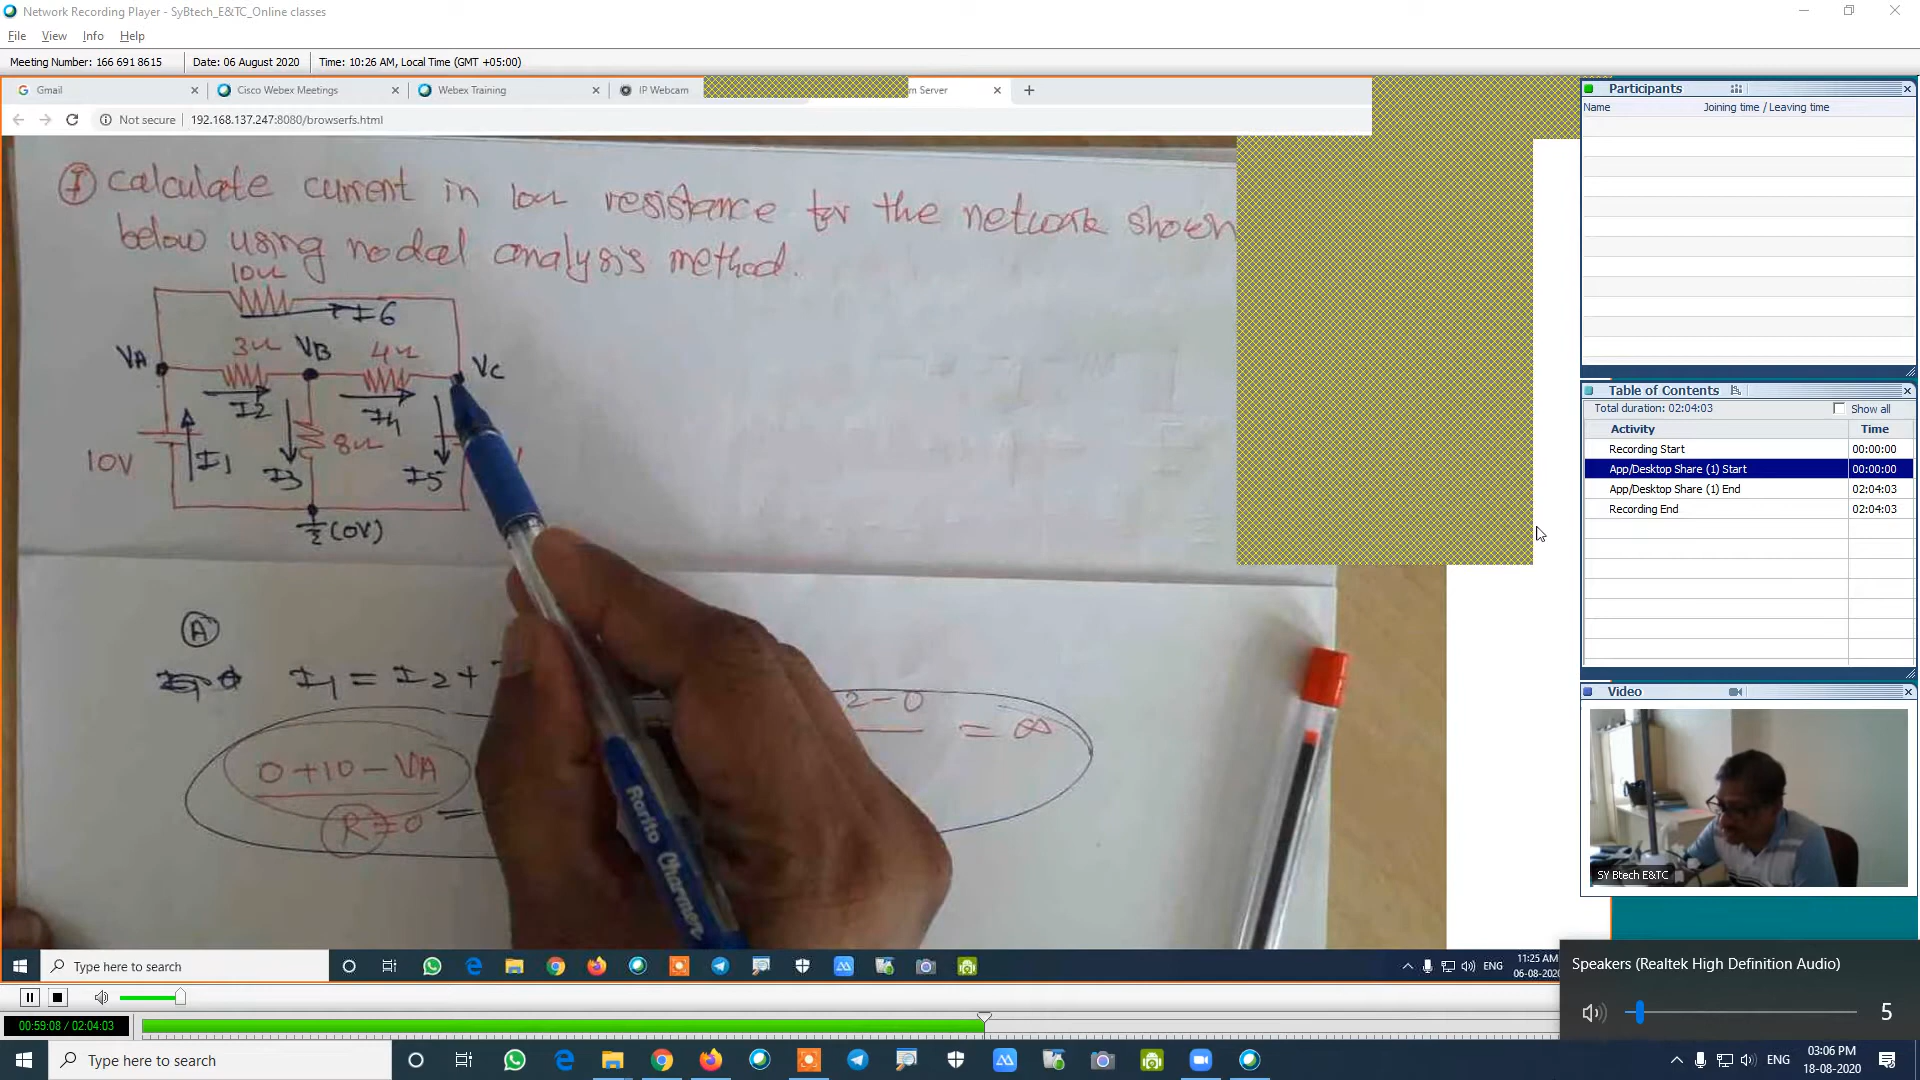 Network Recording Player - SyBtech_E&TC_Online classes
File View Info Help
Meeting Number: 166 691 8615 Date: 06 August 2020 Time: 10:26 AM, Local Time (GMT +05:00)
Gmail Cisco Webex Meetings Webex Training IP Webcam m Server
Not secure 192.168.137.247:8080/browserfs.html
calculate current in 10Ω resistance for the network shown
below using nodal analysis method.
10Ω
I6
VA 3Ω VB 4Ω VC
I2 I4
10V I1 I3 8Ω I5
(0V)
A
I1 = I2 +
0+10-VA
R=0 =
2-0
= ∞
Rorito Charmer
Participants
Name Joining time / Leaving time
Table of Contents
Total duration: 02:04:03 Show all
Activity Time
Recording Start 00:00:00
App/Desktop Share (1) Start 00:00:00
App/Desktop Share (1) End 02:04:03
Recording End 02:04:03
Video
SY Btech E&TC
Type here to search
ENG 11:25 AM
06-08-2020
Speakers (Realtek High Definition Audio)
5
00:59:08 / 02:04:03
Type here to search
ENG 03:06 PM
18-08-2020